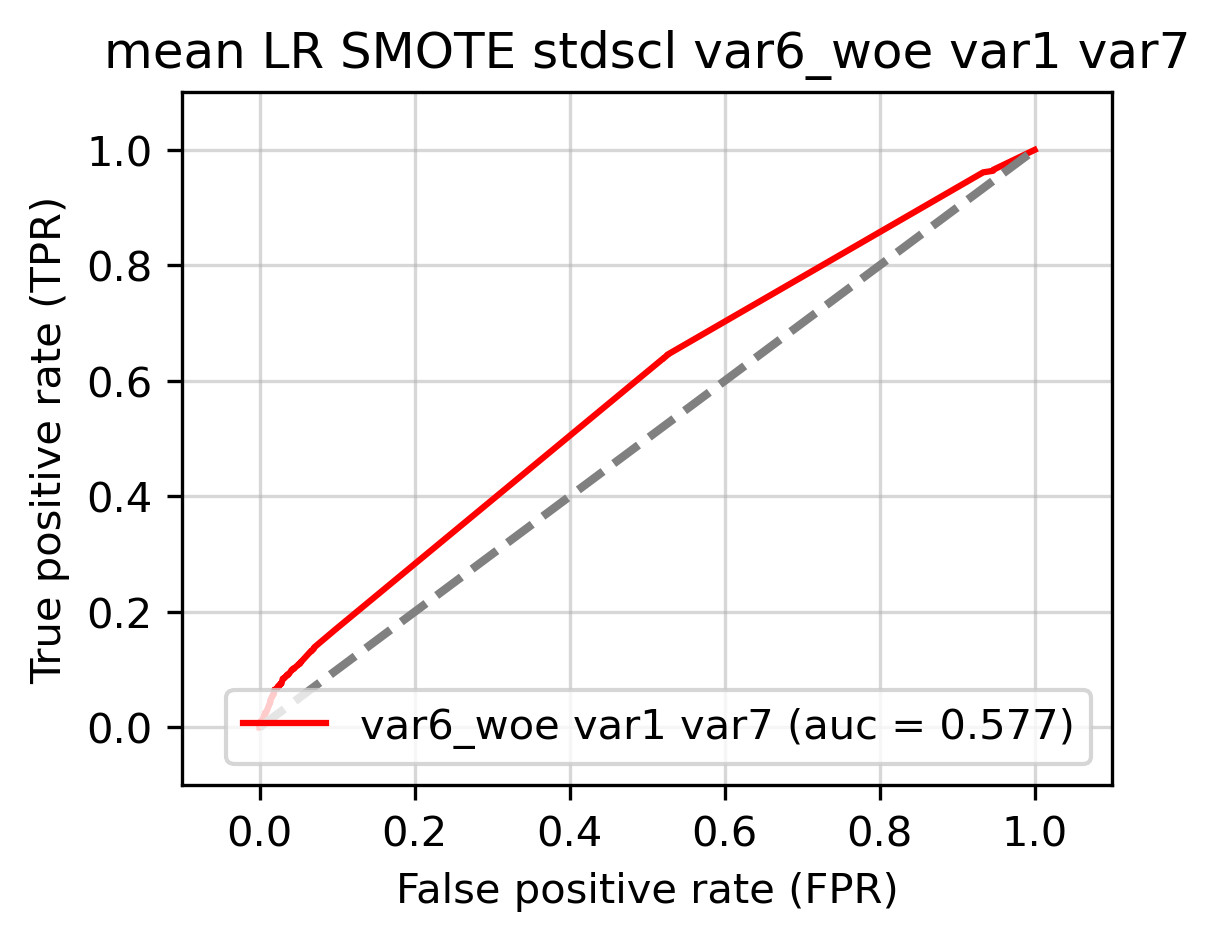 mean LR SMOTE stdscl var6_woe var1 var7
True positive rate (TPR)
1.0
0.8
0.6
0.4
0.2
0.0
var6_woe var1 var7 (auc = 0.577)
0.0 0.2 0.4 0.6 0.8 1.0
False positive rate (FPR)